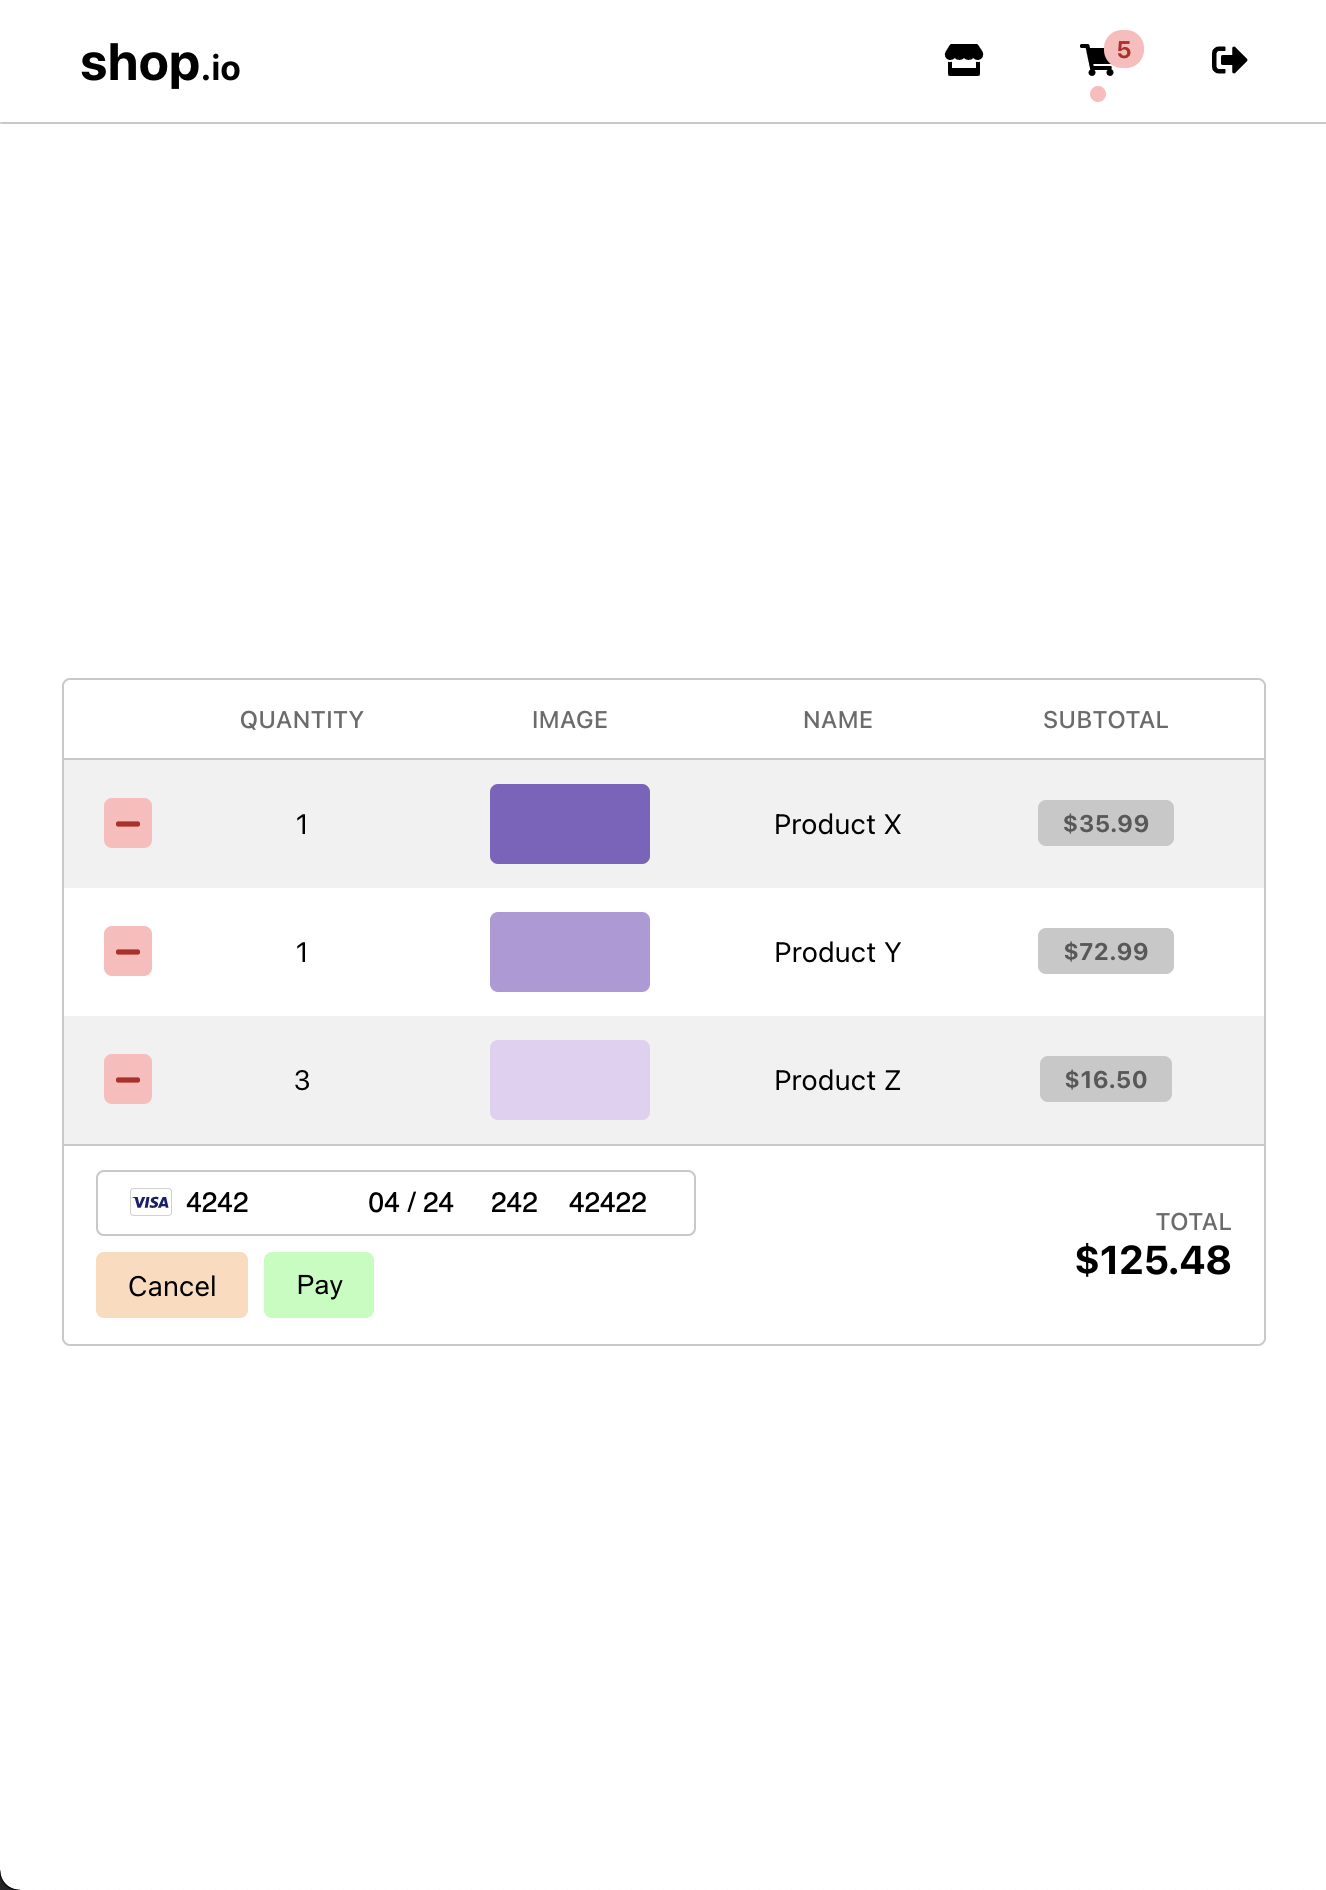 shop.io
5
QUANTITY IMAGE NAME SUBTOTAL
1 Product X $35.99
1 Product Y $72.99
3 Product Z $16.50
VISA 4242 04 / 24 242 42422
Cancel Pay
TOTAL
$125.48